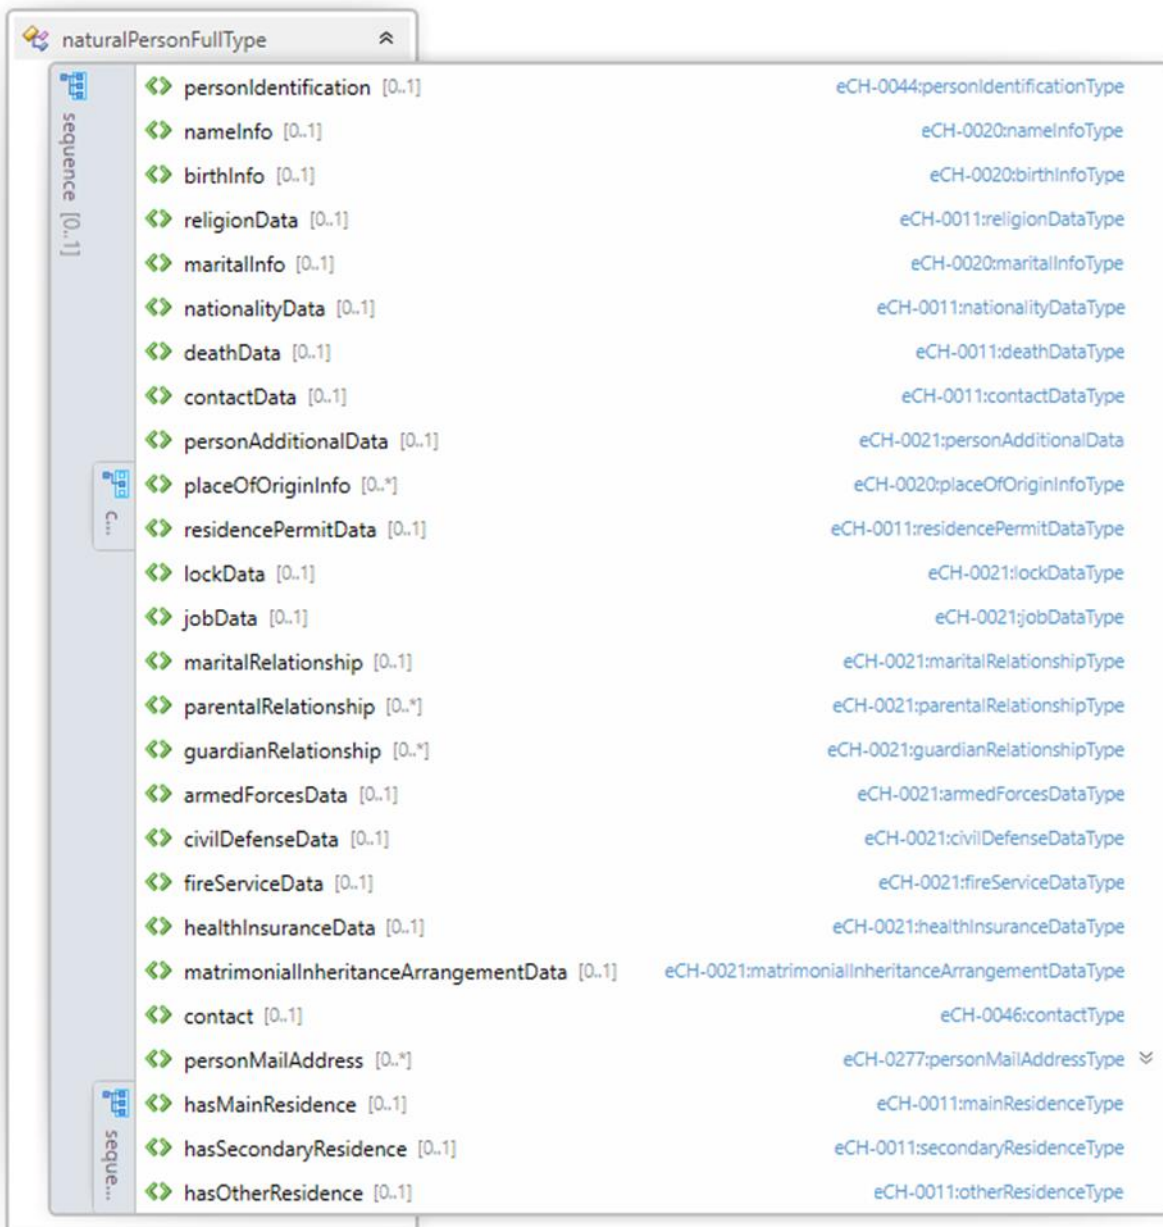 naturalPersonFullType
sequence [0..1]
personIdentification [0..1] eCH-0044:personIdentificationType
nameInfo [0..1] eCH-0020:nameInfoType
birthInfo [0..1] eCH-0020:birthInfoType
religionData [0..1] eCH-0011:religionDataType
maritalInfo [0..1] eCH-0020:maritalInfoType
nationalityData [0..1] eCH-0011:nationalityDataType
deathData [0..1] eCH-0011:deathDataType
contactData [0..1] eCH-0011:contactDataType
personAdditionalData [0..1] eCH-0021:personAdditionalData
c...
placeOfOriginInfo [0..*] eCH-0020:placeOfOriginInfoType
residencePermitData [0..1] eCH-0011:residencePermitDataType
lockData [0..1] eCH-0021:lockDataType
jobData [0..1] eCH-0021:jobDataType
maritalRelationship [0..1] eCH-0021:maritalRelationshipType
parentalRelationship [0..*] eCH-0021:parentalRelationshipType
guardianRelationship [0..*] eCH-0021:guardianRelationshipType
armedForcesData [0..1] eCH-0021:armedForcesDataType
civilDefenseData [0..1] eCH-0021:civilDefenseDataType
fireServiceData [0..1] eCH-0021:fireServiceDataType
healthInsuranceData [0..1] eCH-0021:healthInsuranceDataType
matrimonialInheritanceArrangementData [0..1] eCH-0021:matrimonialInheritanceArrangementDataType
contact [0..1] eCH-0046:contactType
personMailAddress [0..*] eCH-0277:personMailAddressType
seque...
hasMainResidence [0..1] eCH-0011:mainResidenceType
hasSecondaryResidence [0..1] eCH-0011:secondaryResidenceType
hasOtherResidence [0..1] eCH-0011:otherResidenceType